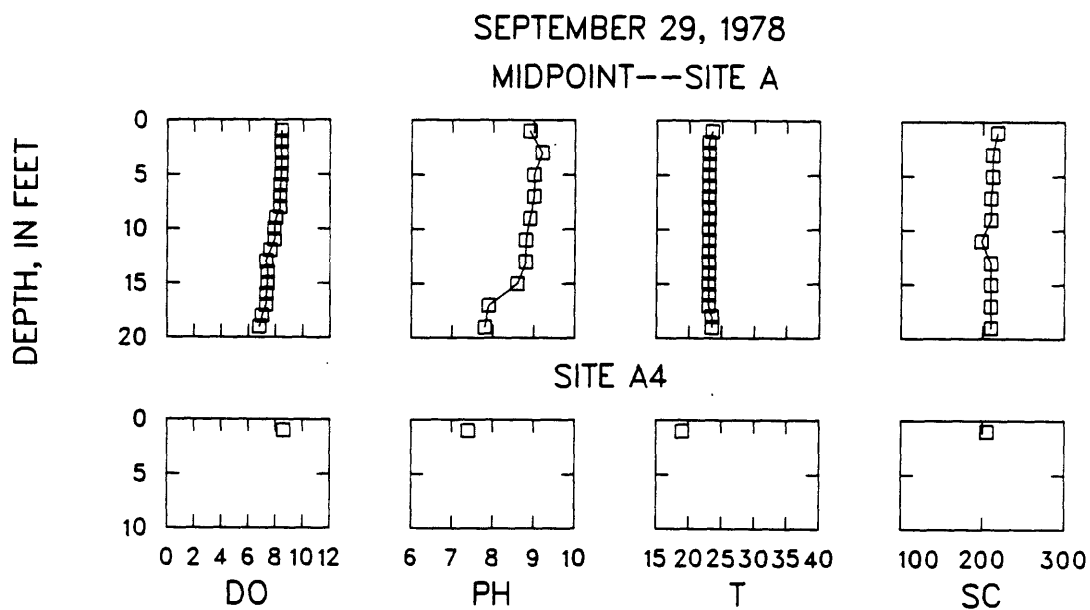 SEPTEMBER 29, 1978
MIDPOINT---SITE A
DEPTH, IN FEET
0
5
10
15
20
SITE A4
0
5
10
0 2 4 6 8 10 12
6 7 8 9 10
15 20 25 30 35 40
100 200 300
DO PH T SC